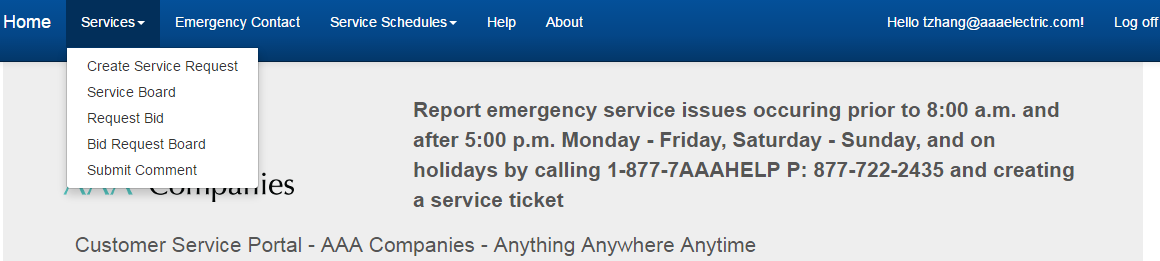 Home Services Emergency Contact Service Schedules Help About Hello tzhang@aaaelectric.com! Log off
Create Service Request
Service Board
Request Bid
Bid Request Board
Submit Comment
AAA Companies
Report emergency service issues occuring prior to 8:00 a.m. and
after 5:00 p.m. Monday - Friday, Saturday - Sunday, and on
holidays by calling 1-877-7AAAHELP P: 877-722-2435 and creating
a service ticket
Customer Service Portal - AAA Companies - Anything Anywhere Anytime